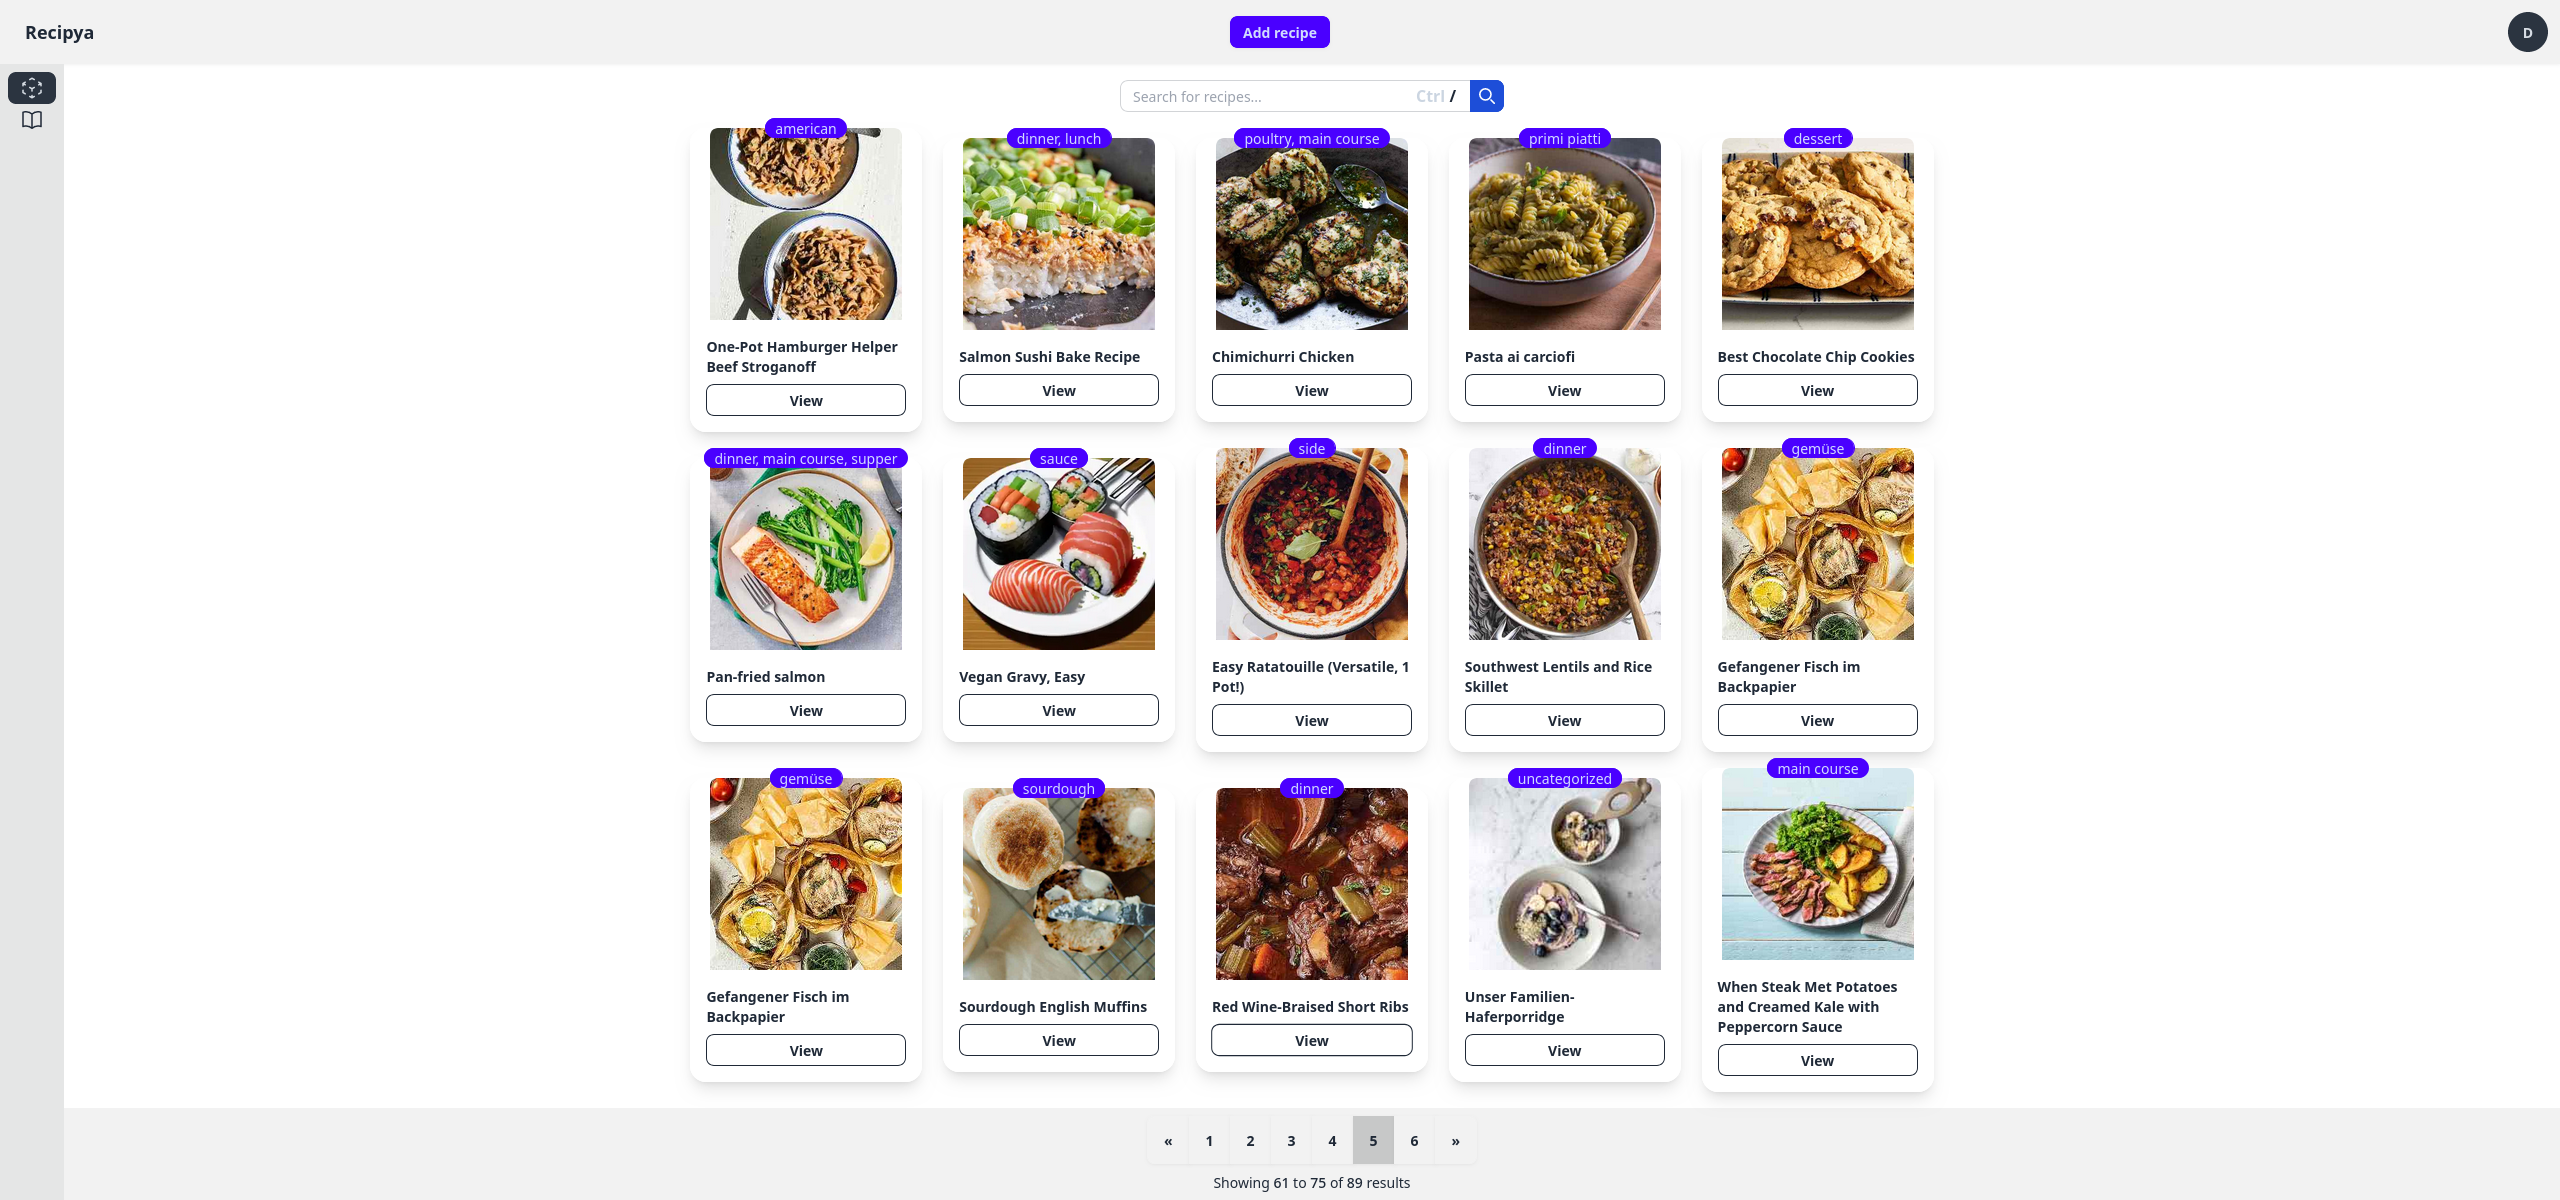 Recipya
Add recipe
D
Search for recipes...
Ctrl /
american
One-Pot Hamburger Helper
Beef Stroganoff
View
dinner, lunch
Salmon Sushi Bake Recipe
View
poultry, main course
Chimichurri Chicken
View
primi piatti
Pasta ai carciofi
View
dessert
Best Chocolate Chip Cookies
View
dinner, main course, supper
Pan-fried salmon
View
sauce
Vegan Gravy, Easy
View
side
Easy Ratatouille (Versatile, 1
Pot!)
View
dinner
Southwest Lentils and Rice
Skillet
View
gemüse
Gefangener Fisch im
Backpapier
View
gemüse
Gefangener Fisch im
Backpapier
View
sourdough
Sourdough English Muffins
View
dinner
Red Wine-Braised Short Ribs
View
uncategorized
Unser Familien-
Haferporridge
View
main course
When Steak Met Potatoes
and Creamed Kale with
Peppercorn Sauce
View
« 1 2 3 4 5 6 »
Showing 61 to 75 of 89 results